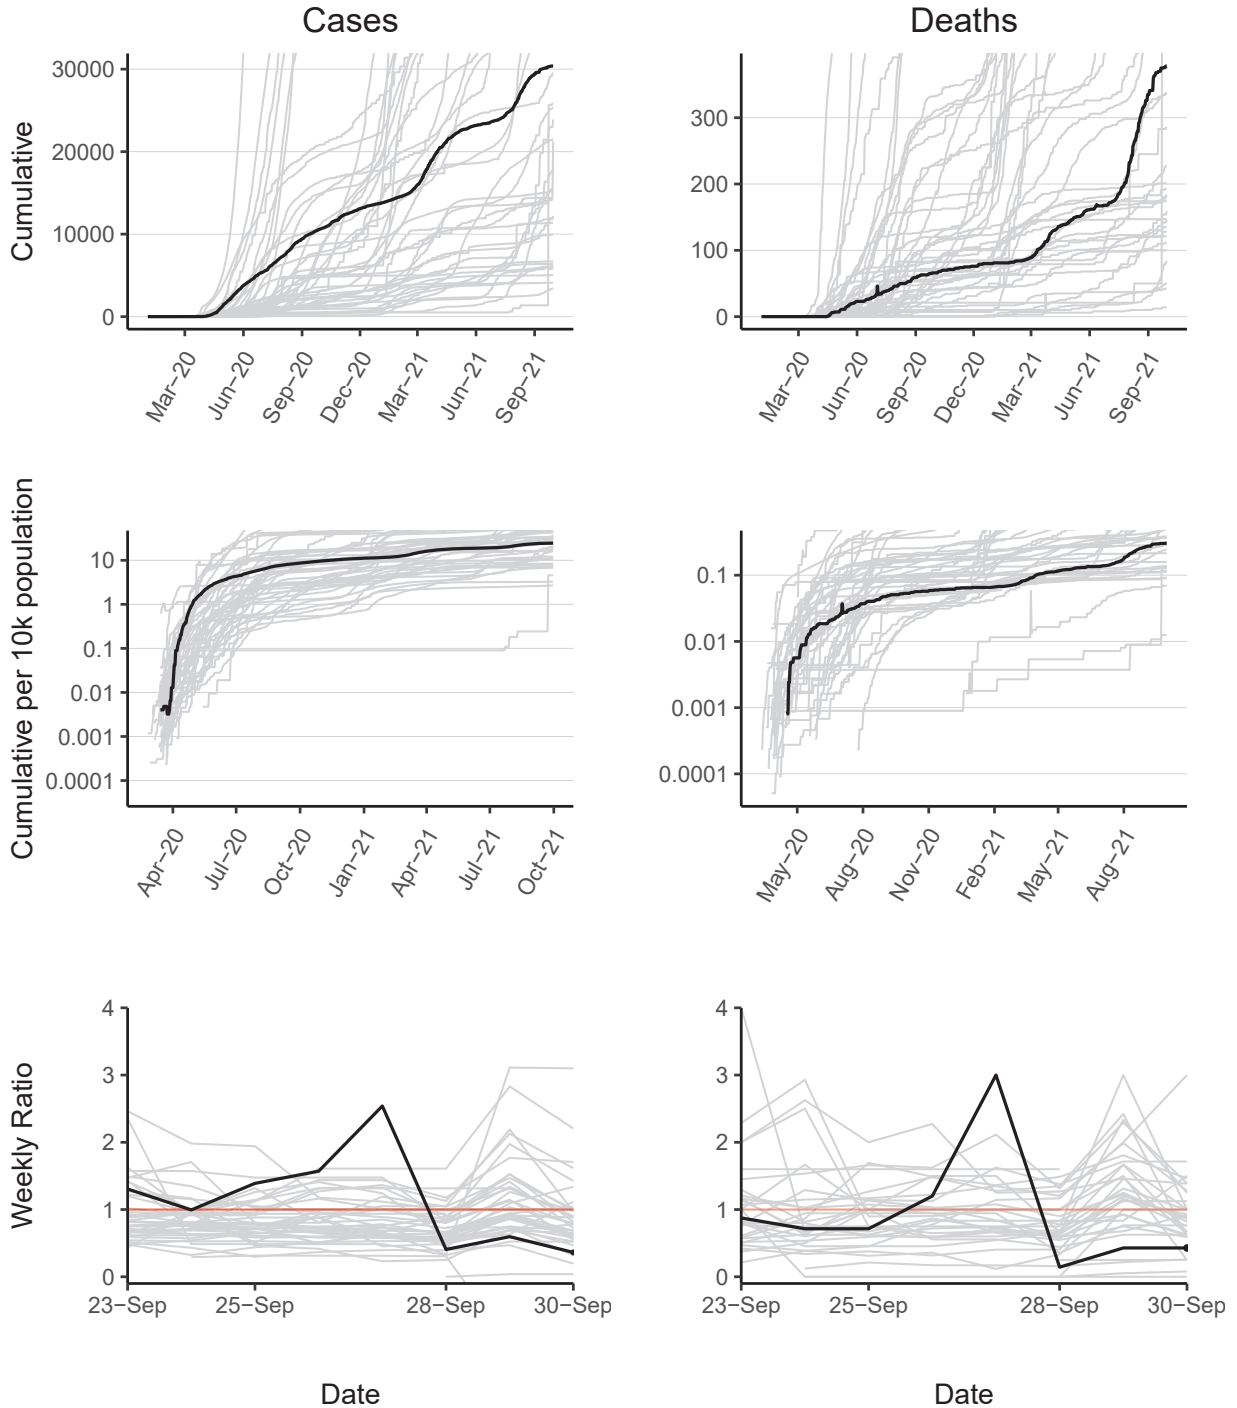 Cases
Deaths
Cumulative
30000
20000
10000
0
Mar−20
Jun−20
Sep−20
Dec−20
Mar−21
Jun−21
Sep−21
300
200
100
0
Mar−20
Jun−20
Sep−20
Dec−20
Mar−21
Jun−21
Sep−21
Cumulative per 10k population
10
1
0.1
0.01
0.001
0.0001
Apr−20
Jul−20
Oct−20
Jan−21
Apr−21
Jul−21
Oct−21
0.1
0.01
0.001
0.0001
May−20
Aug−20
Nov−20
Feb−21
May−21
Aug−21
Weekly Ratio
4
3
2
1
0
23−Sep
25−Sep
28−Sep
30−Sep
4
3
2
1
0
23−Sep
25−Sep
28−Sep
30−Sep
Date
Date